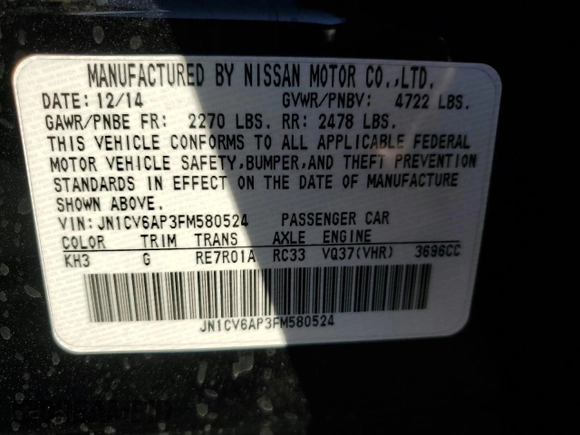 MANUFACTURED BY NISSAN MOTOR CO.,LTD.
DATE: 12/14 GVWR/PNBV: 4722 LBS.
GAWR/PNBE FR: 2270 LBS. RR: 2478 LBS.
THIS VEHICLE CONFORMS TO ALL APPLICABLE FEDERAL
MOTOR VEHICLE SAFETY,BUMPER,AND THEFT PREVENTION
STANDARDS IN EFFECT ON THE DATE OF MANUFACTURE
SHOWN ABOVE.
VIN:JN1CV6AP3FM580524 PASSENGER CAR
COLOR TRIM TRANS AXLE ENGINE
KH3 G RE7R01A RC33 VQ37(VHR) 3696CC
JN1CV6AP3FM580524